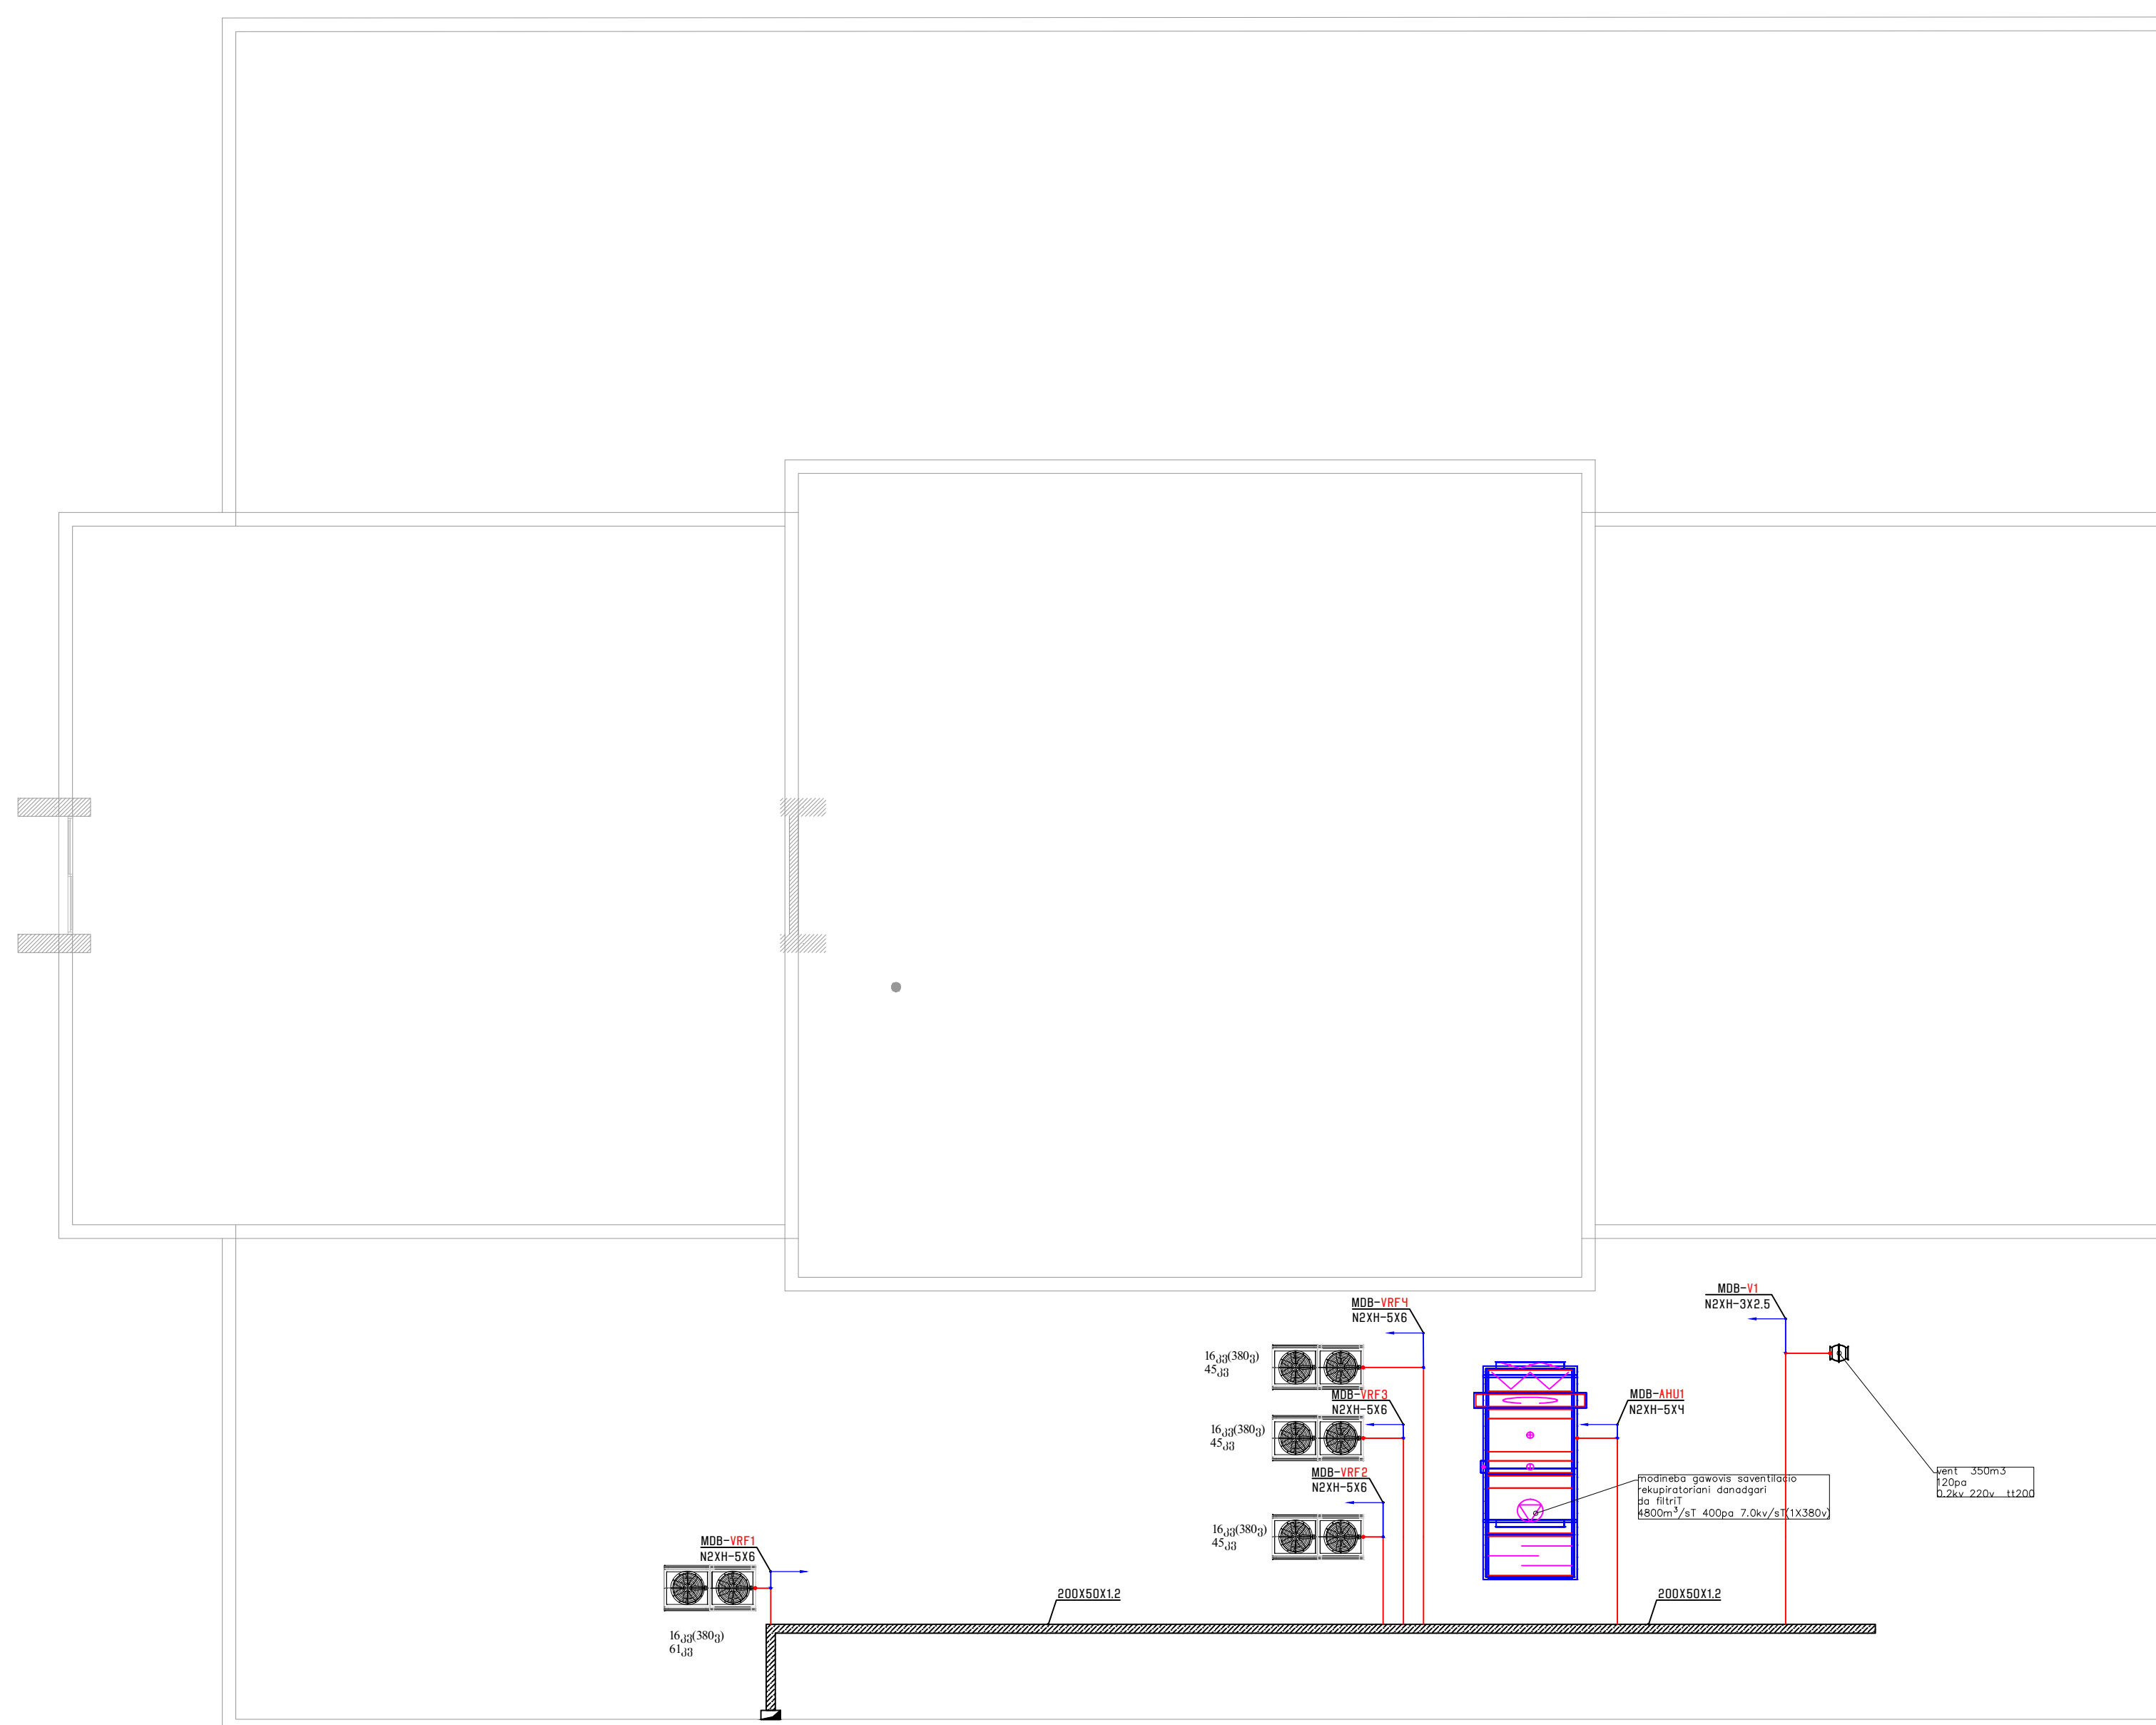 MDB-V1
N2XH-3X2.5
MDB-VRF4
N2XH-5X6
16კვ(380ვ)
45კვ
MDB-VRF3
N2XH-5X6
16კვ(380ვ)
45კვ
MDB-AHU1
N2XH-5X4
MDB-VRF2
N2XH-5X6
16კვ(380ვ)
45კვ
modineba gawovis saventilacio
rekupiratoriani danadgari
da filtriT
4800m³/sT 400pa 7.0kv/sT(1X380v)
vent 350m3
120pa
0.2kv 220v tt200
MDB-VRF1
N2XH-5X6
16კვ(380ვ)
61კვ
200X50X1.2
200X50X1.2